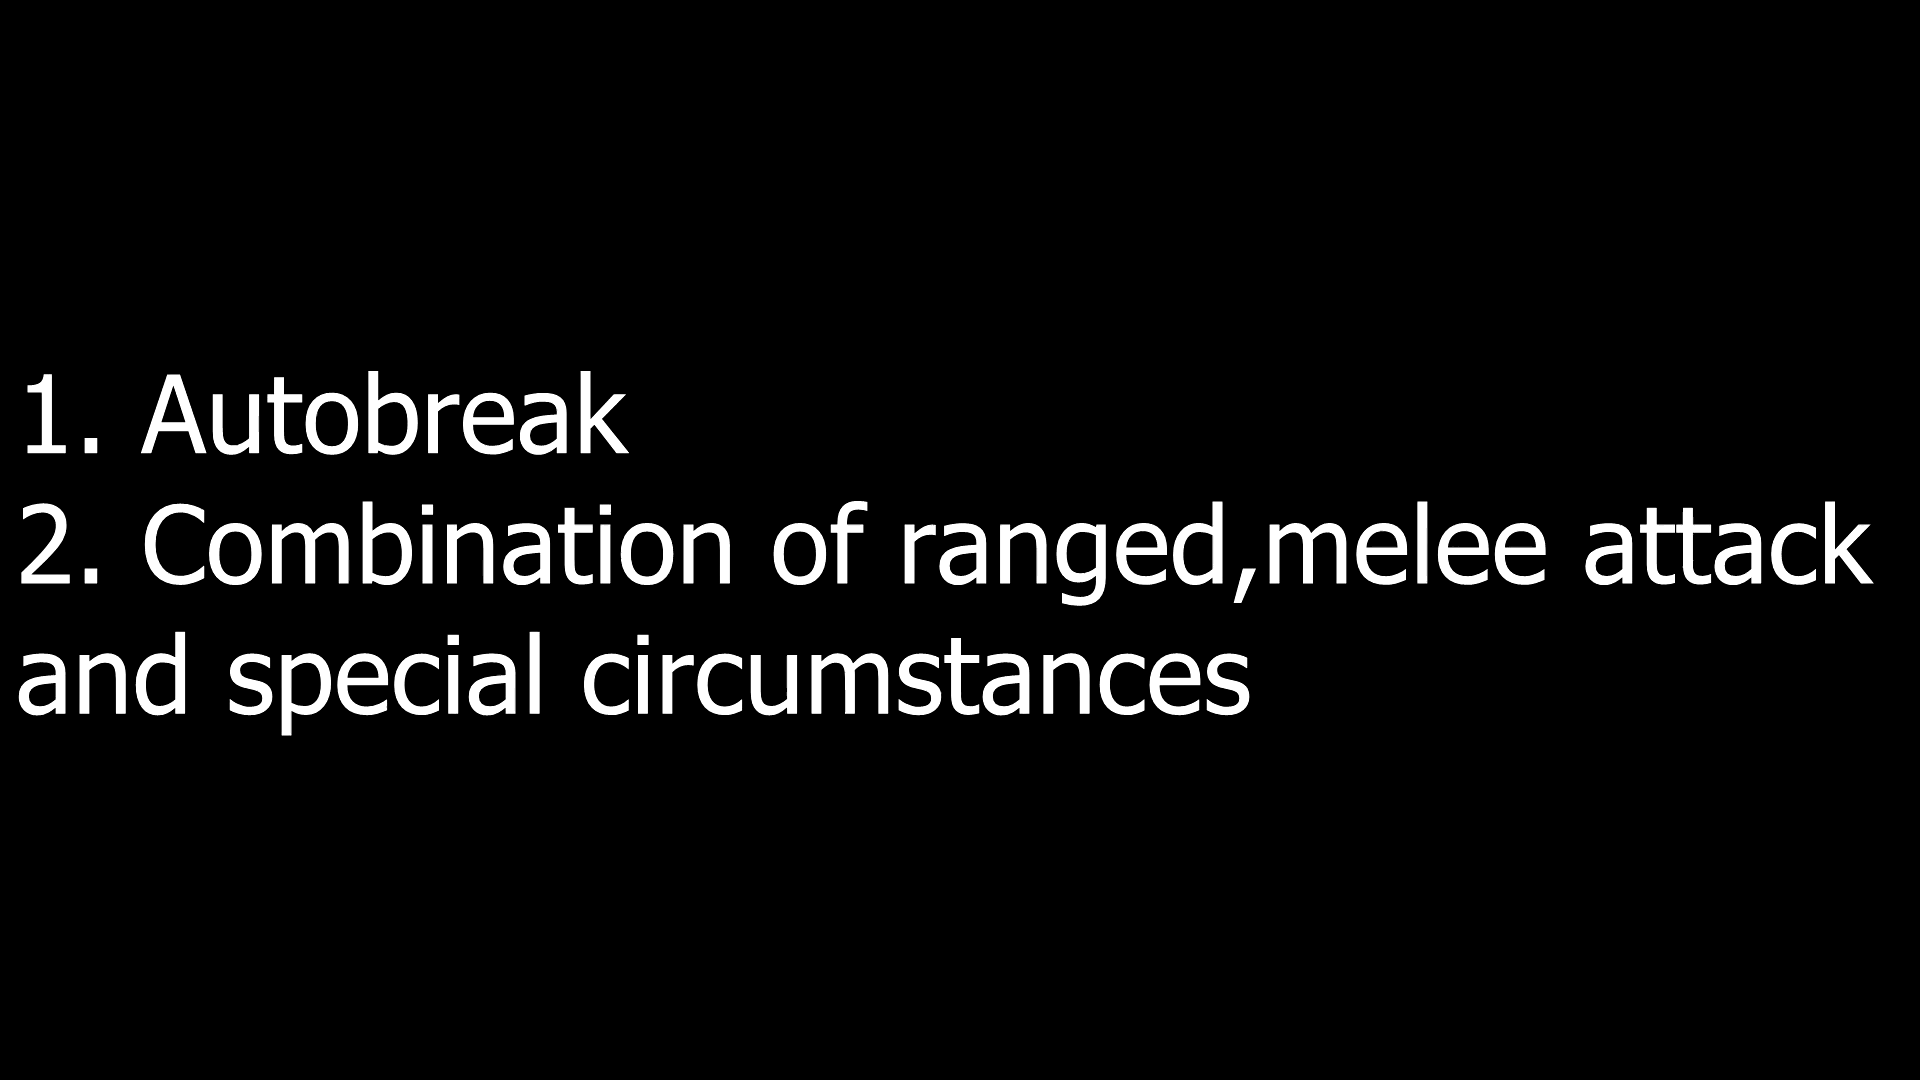 1. Autobreak
2. Combination of ranged,melee attack
and special circumstances